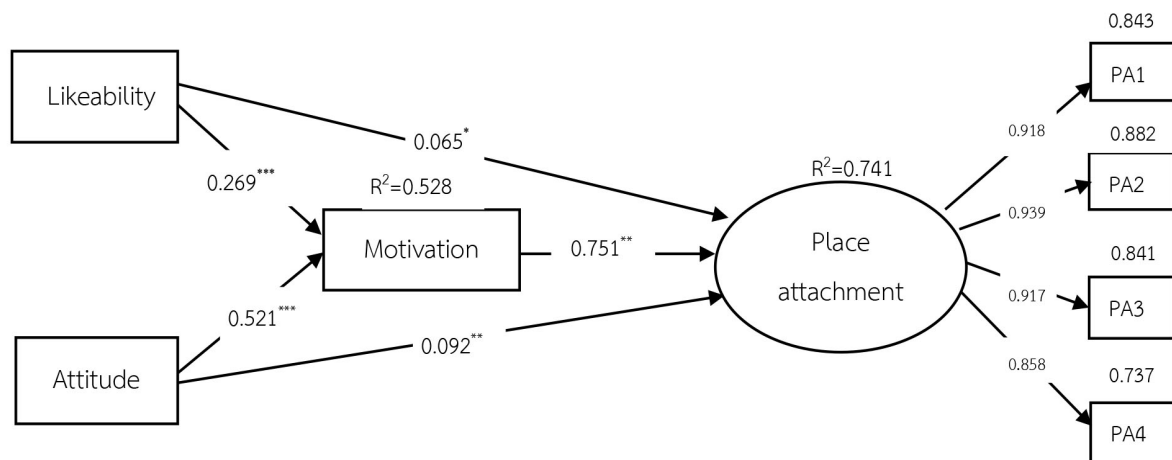 0.843
Likeability
PA1
0.918
0.882
0.065*
0.269***
R²=0.528
R²=0.741
PA2
0.939
Motivation
0.751**
Place
attachment
0.841
0.917
PA3
0.521***
0.092**
0.858
0.737
Attitude
PA4